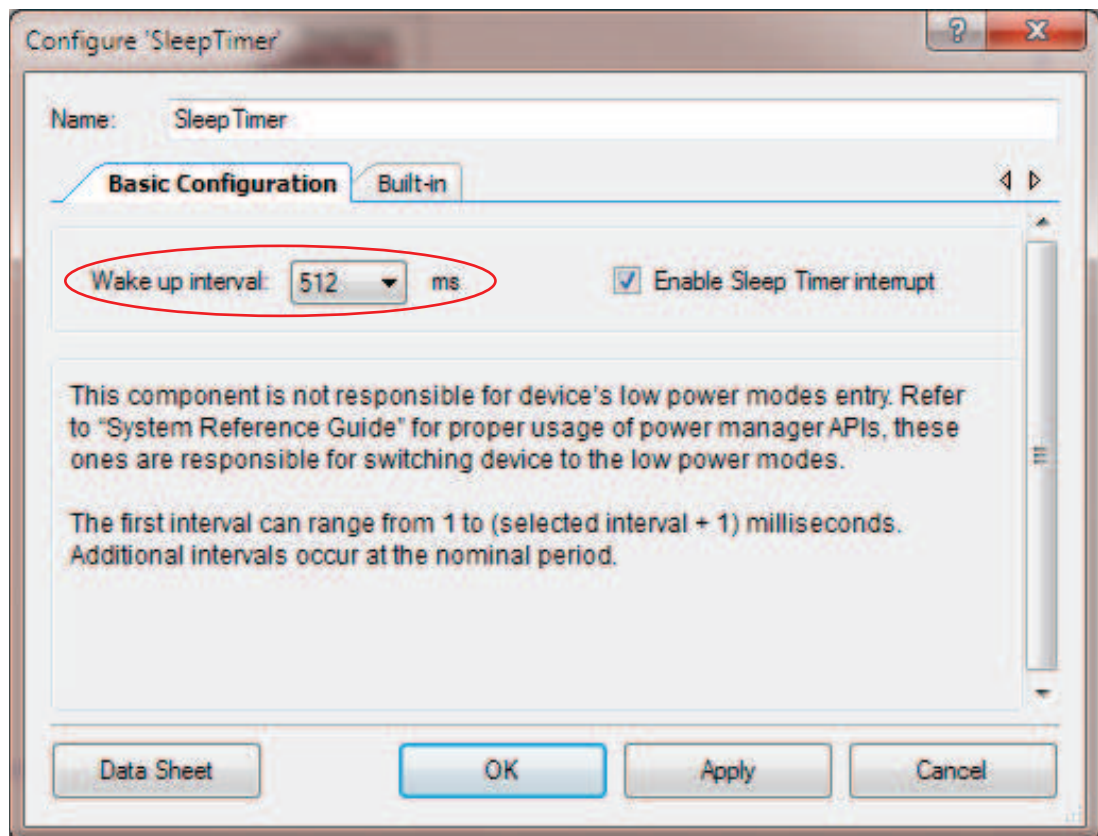 Configure 'SleepTimer'
Name: SleepTimer
Basic Configuration Built-in
Wake up interval: 512 ms Enable Sleep Timer interrupt
This component is not responsible for device's low power modes entry. Refer
to “System Reference Guide” for proper usage of power manager APIs, these
ones are responsible for switching device to the low power modes.
The first interval can range from 1 to (selected interval + 1) milliseconds.
Additional intervals occur at the nominal period.
Data Sheet OK Apply Cancel